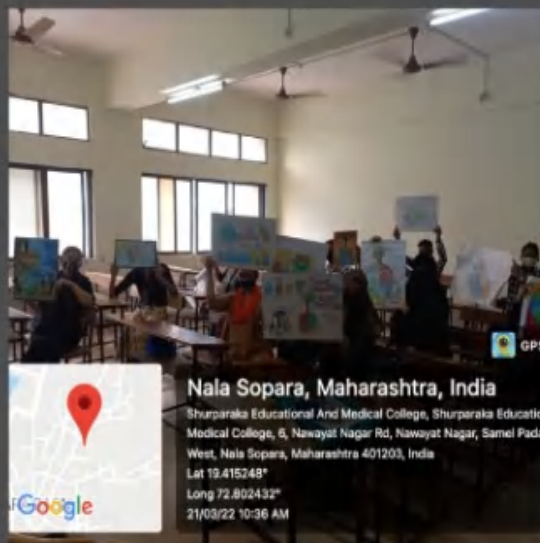 GPS
Nala Sopara, Maharashtra, India
Shurparaka Educational And Medical College, Shurparaka Educatio
Medical College, 6, Nawayat Nagar Rd, Nawayat Nagar, Samel Pada
West, Nala Sopara, Maharashtra 401203, India
Lat 19.415248°
Long 72.802432°
21/03/22 10:36 AM
Google